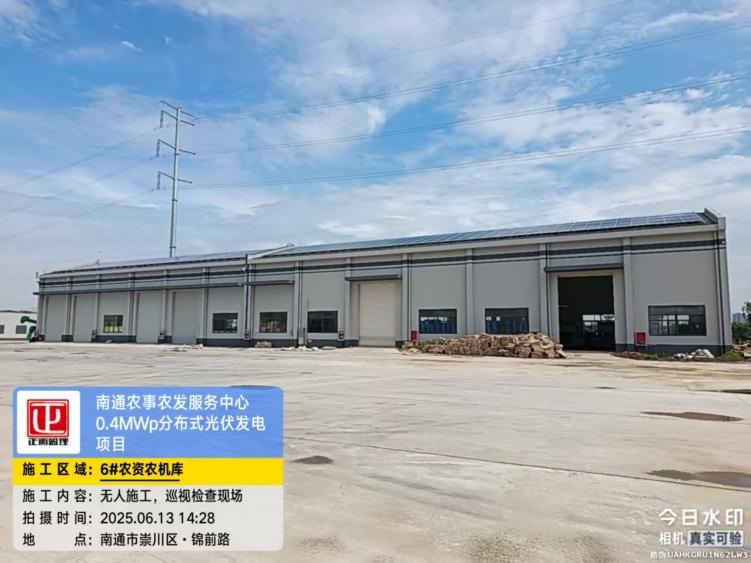 南通农事农发服务中心
0.4MWp分布式光伏发电
项目
正衡管理
施工区域：6#农资农机库
施工内容：无人施工，巡视检查现场
拍摄时间：2025.06.13 14:28
地点：南通市崇川区·锦前路
今日水印
相机 真实可验
防伪 UAHKGRU1N62LW3